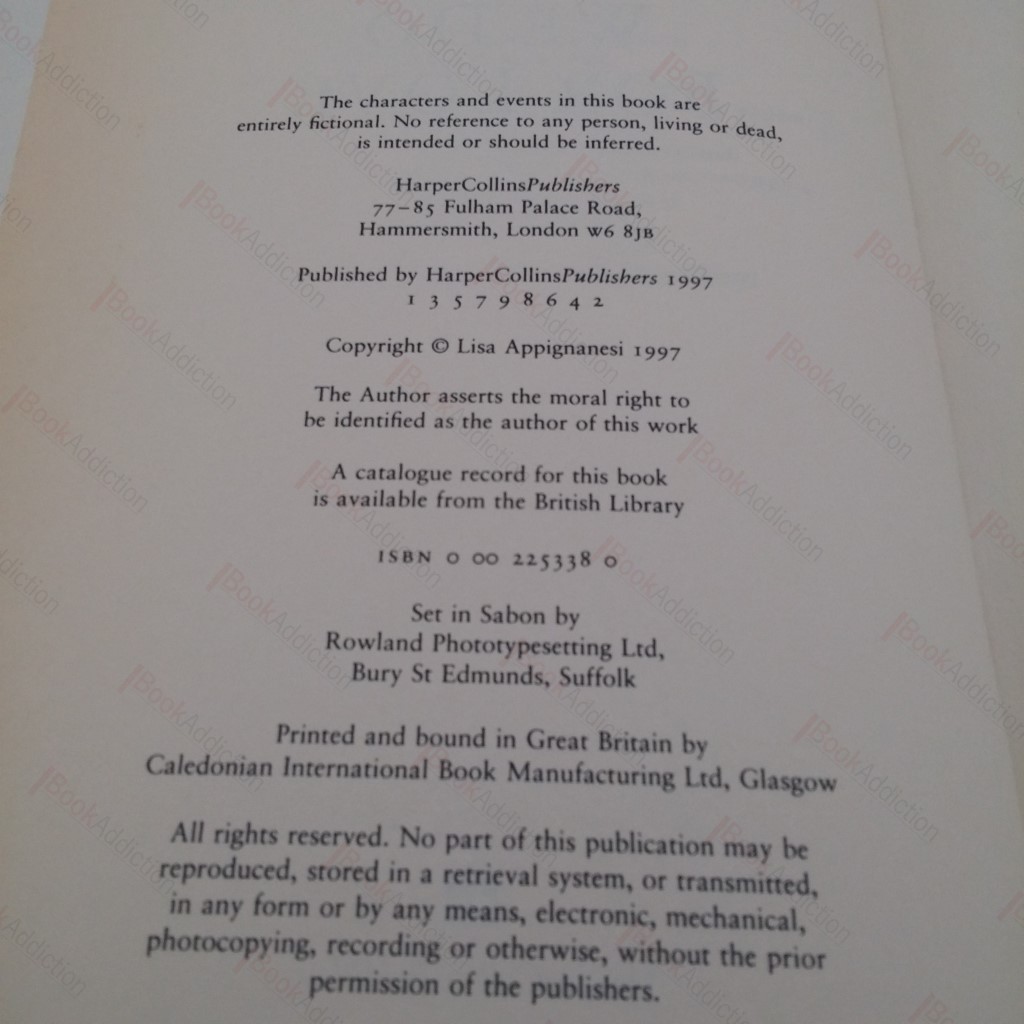 The characters and events in this book are
entirely fictional. No reference to any person, living or dead,
is intended or should be inferred.
HarperCollinsPublishers
77–85 Fulham Palace Road,
Hammersmith, London W6 8JB
Published by HarperCollinsPublishers 1997
1 3 5 7 9 8 6 4 2
Copyright © Lisa Appignanesi 1997
The Author asserts the moral right to
be identified as the author of this work
A catalogue record for this book
is available from the British Library
ISBN 0 00 225338 0
Set in Sabon by
Rowland Phototypesetting Ltd,
Bury St Edmunds, Suffolk
Printed and bound in Great Britain by
Caledonian International Book Manufacturing Ltd, Glasgow
All rights reserved. No part of this publication may be
reproduced, stored in a retrieval system, or transmitted,
in any form or by any means, electronic, mechanical,
photocopying, recording or otherwise, without the prior
permission of the publishers.
BookAddiction